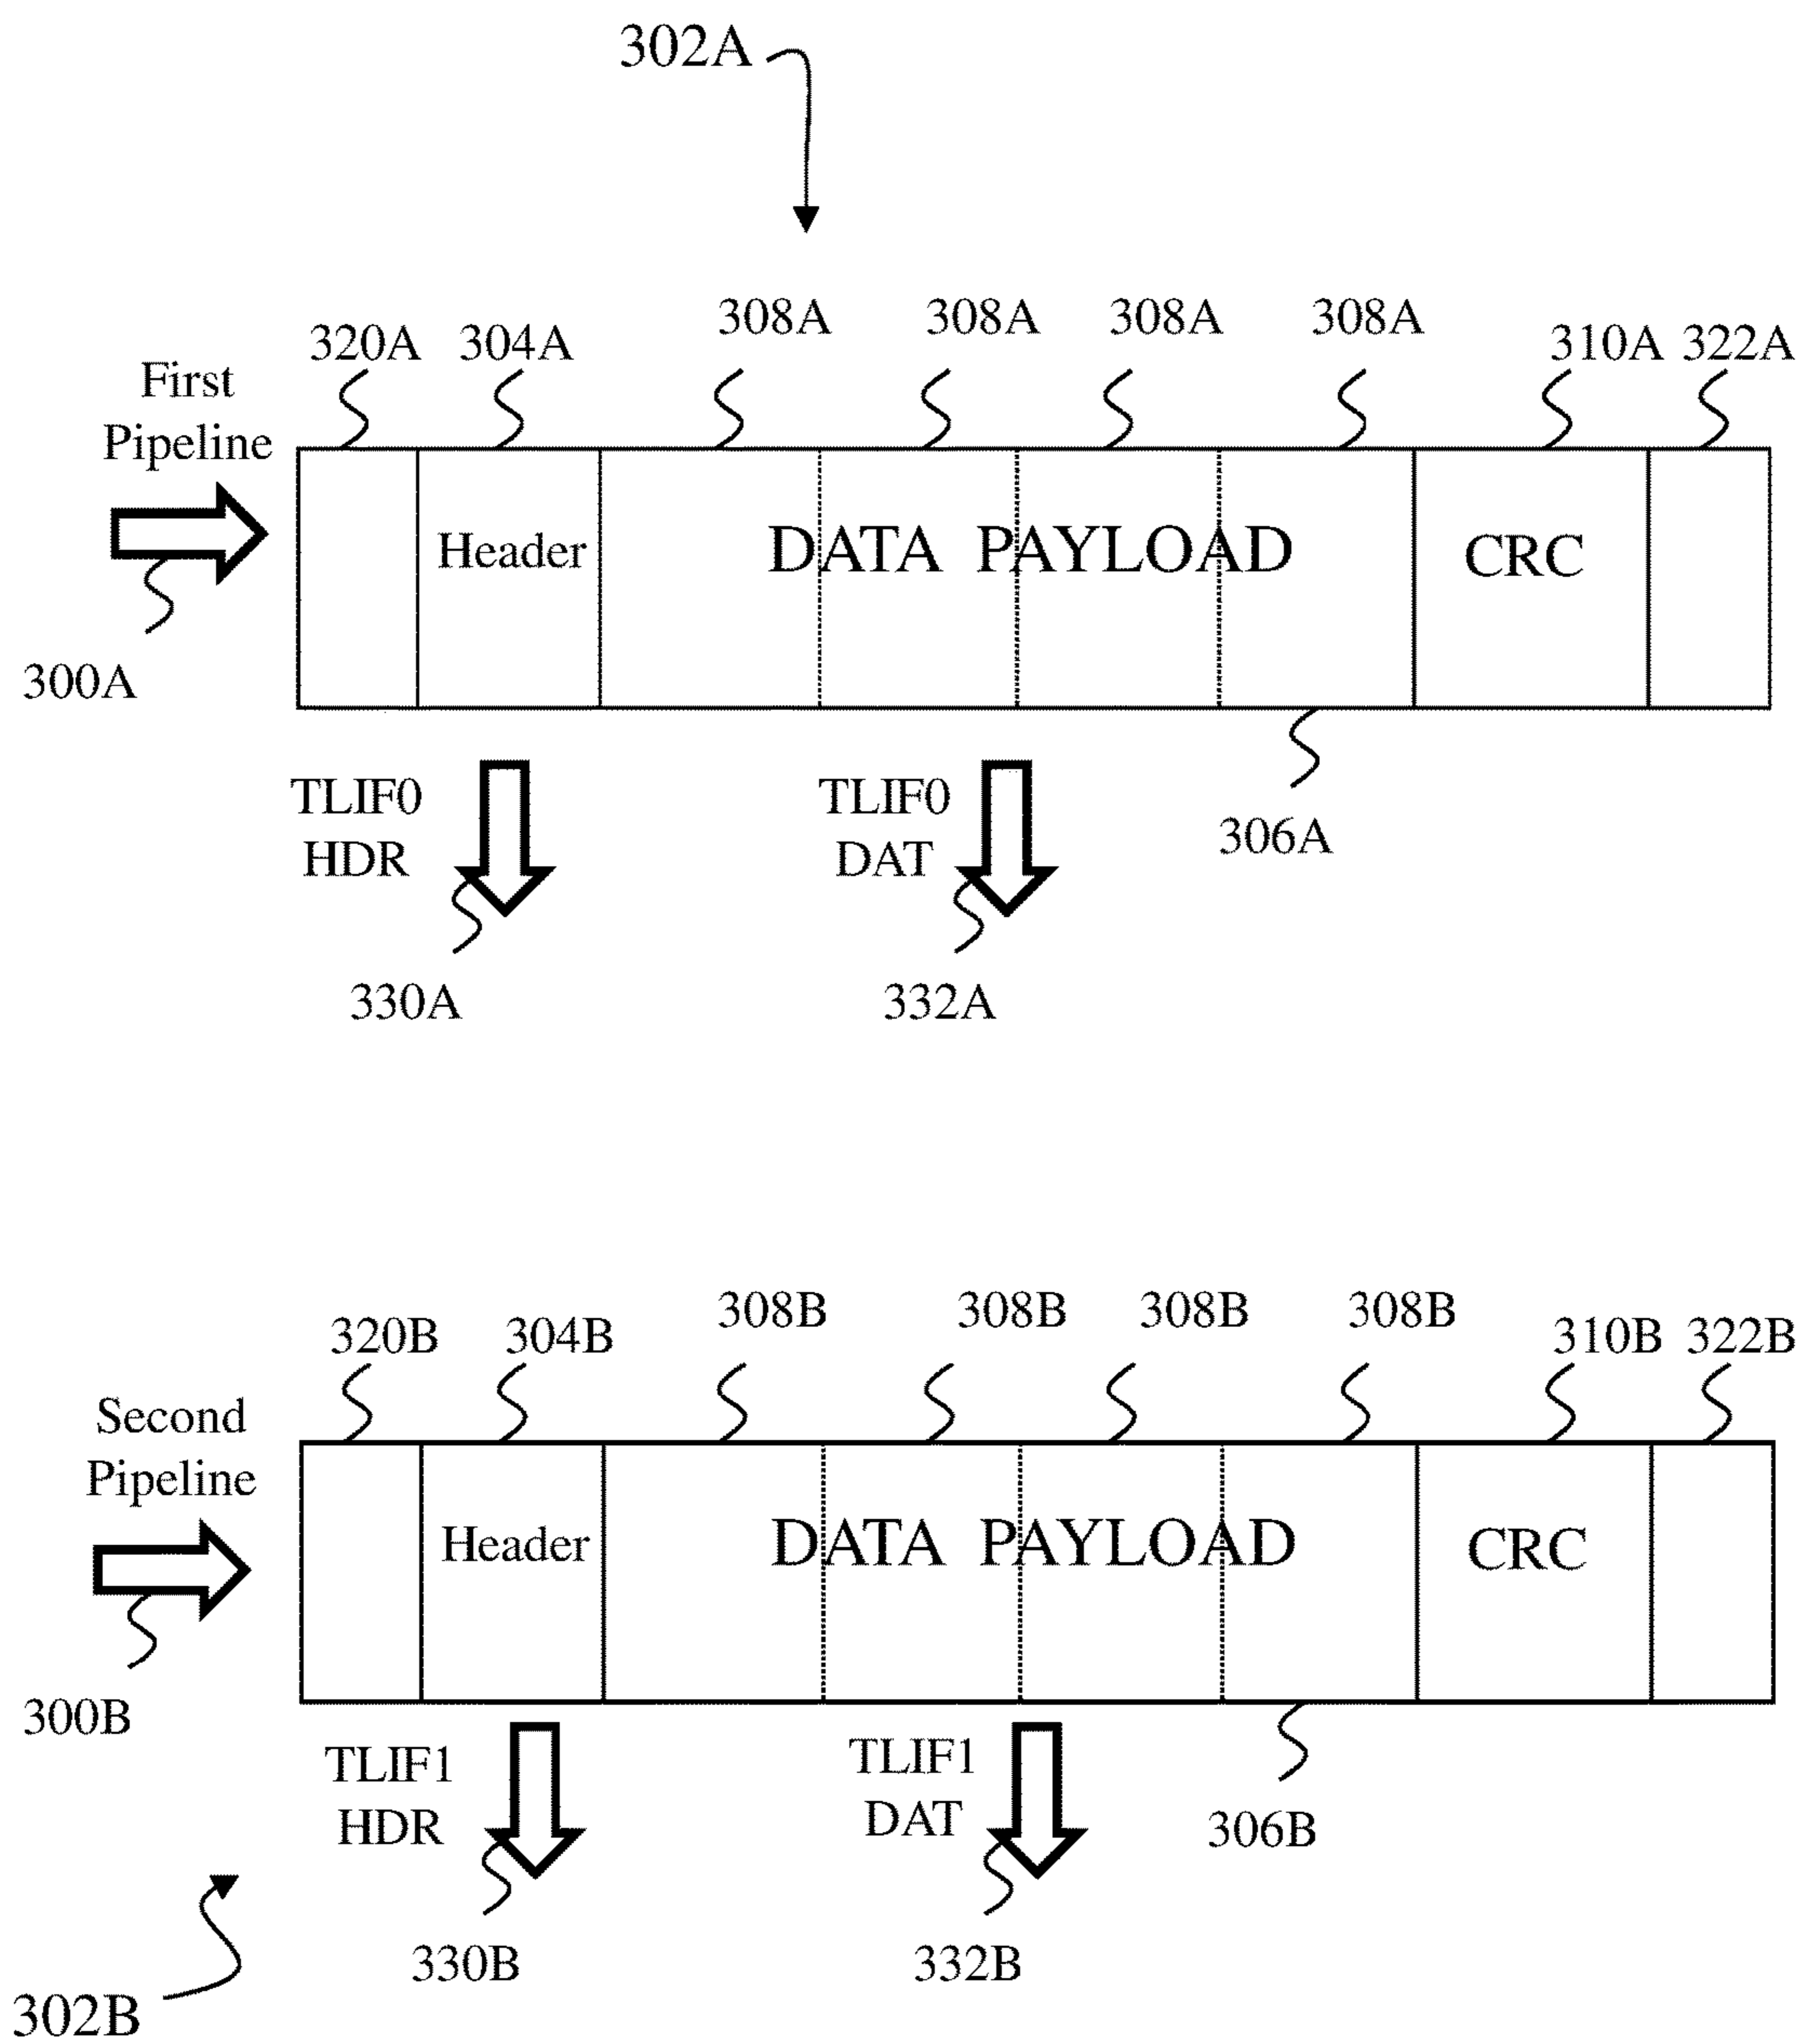 302A
308A 308A 308A 308A
320A 304A 310A 322A
First
Pipeline
Header DATA PAYLOAD CRC
300A
TLIF0
HDR
TLIF0
DAT
306A
330A 332A
308B 308B 308B 308B
320B 304B 310B 322B
Second
Pipeline
Header DATA PAYLOAD CRC
300B
TLIF1
HDR
TLIF1
DAT
306B
330B 332B
302B